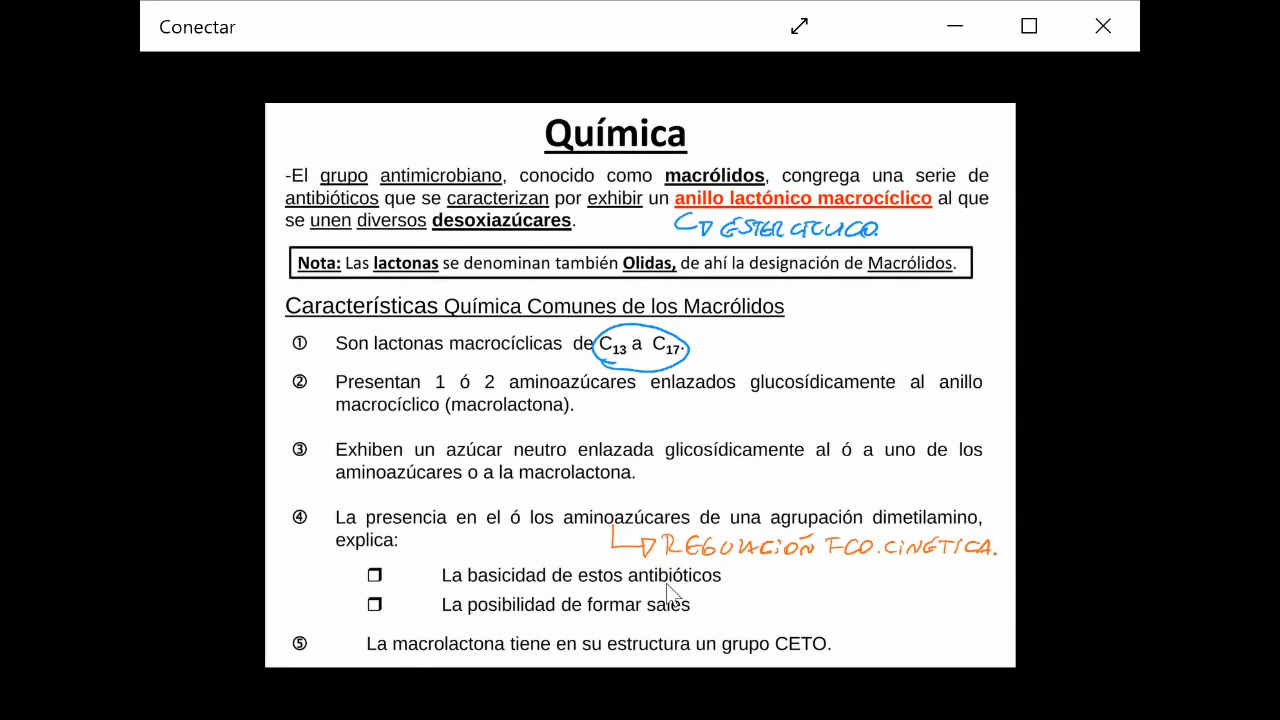 Conectar
Química
-El grupo antimicrobiano, conocido como macrólidos, congrega una serie de
antibióticos que se caracterizan por exhibir un anillo lactónico macrocíclico al que
se unen diversos desoxiazúcares.
ÉSTER CÍCLICO.
Nota: Las lactonas se denominan también Olidas, de ahí la designación de Macrólidos.
Características Química Comunes de los Macrólidos
① Son lactonas macrocíclicas de C13 a C17.
② Presentan 1 ó 2 aminoazúcares enlazados glucosídicamente al anillo
macrocíclico (macrolactona).
③ Exhiben un azúcar neutro enlazada glicosídicamente al ó a uno de los
aminoazúcares o a la macrolactona.
④ La presencia en el ó los aminoazúcares de una agrupación dimetilamino,
explica:
REGULACIÓN FCO.CINÉTICA.
❒ La basicidad de estos antibióticos
❒ La posibilidad de formar sales
⑤ La macrolactona tiene en su estructura un grupo CETO.